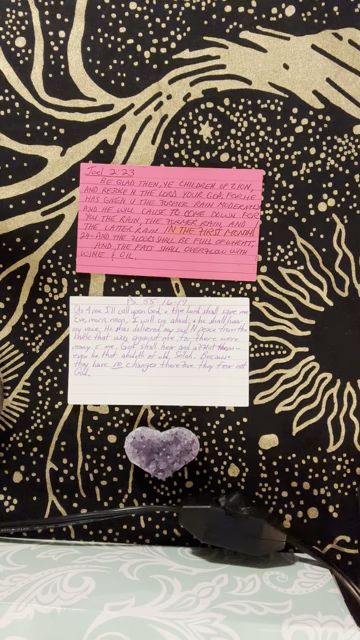 Joel 2:23
BE GLAD THEN, YE CHILDREN OF ZION,
AND REJOICE N THE LORD YOUR GOD, FOR HE
HAS GIVEN U THE FORMER RAIN MODERATELY
AND HE WILL CAUSE TO COME DOWN FOR
YOU THE RAIN, THE FORMER RAIN, AND
THE LATTER RAIN IN THE FIRST MONTH
24 AND THE FLOORS SHALL BE FULL OF WHEAT,
AND THE FATS SHALL OVERFLOW WITH
WINE & OIL.
Ps. 55:16-19
As 4 me I'll call upon God, & the Lord shall save me
Eve, morn, noon, I will cry aloud, & he shall hear
my voice. He has delivered my soul N peace from the
battle that was against me, for there were
many me. God shall hear and afflict them
even he that abideth of old, Selah. Because
they have no changes therefore they fear not
God.